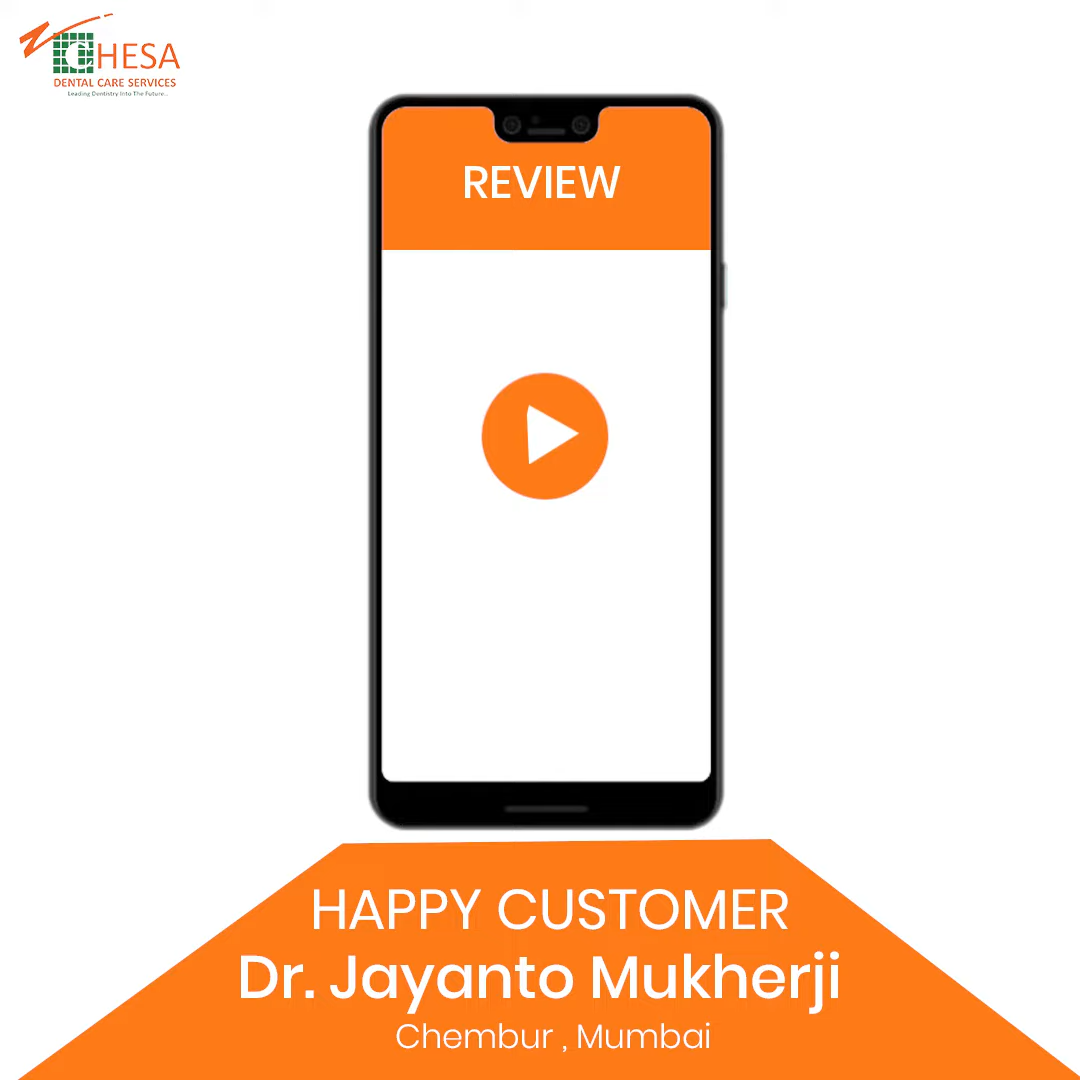 HESA
DENTAL CARE SERVICES
Leading Dentistry Into The Future...
REVIEW
HAPPY CUSTOMER
Dr. Jayanto Mukherji
Chembur , Mumbai